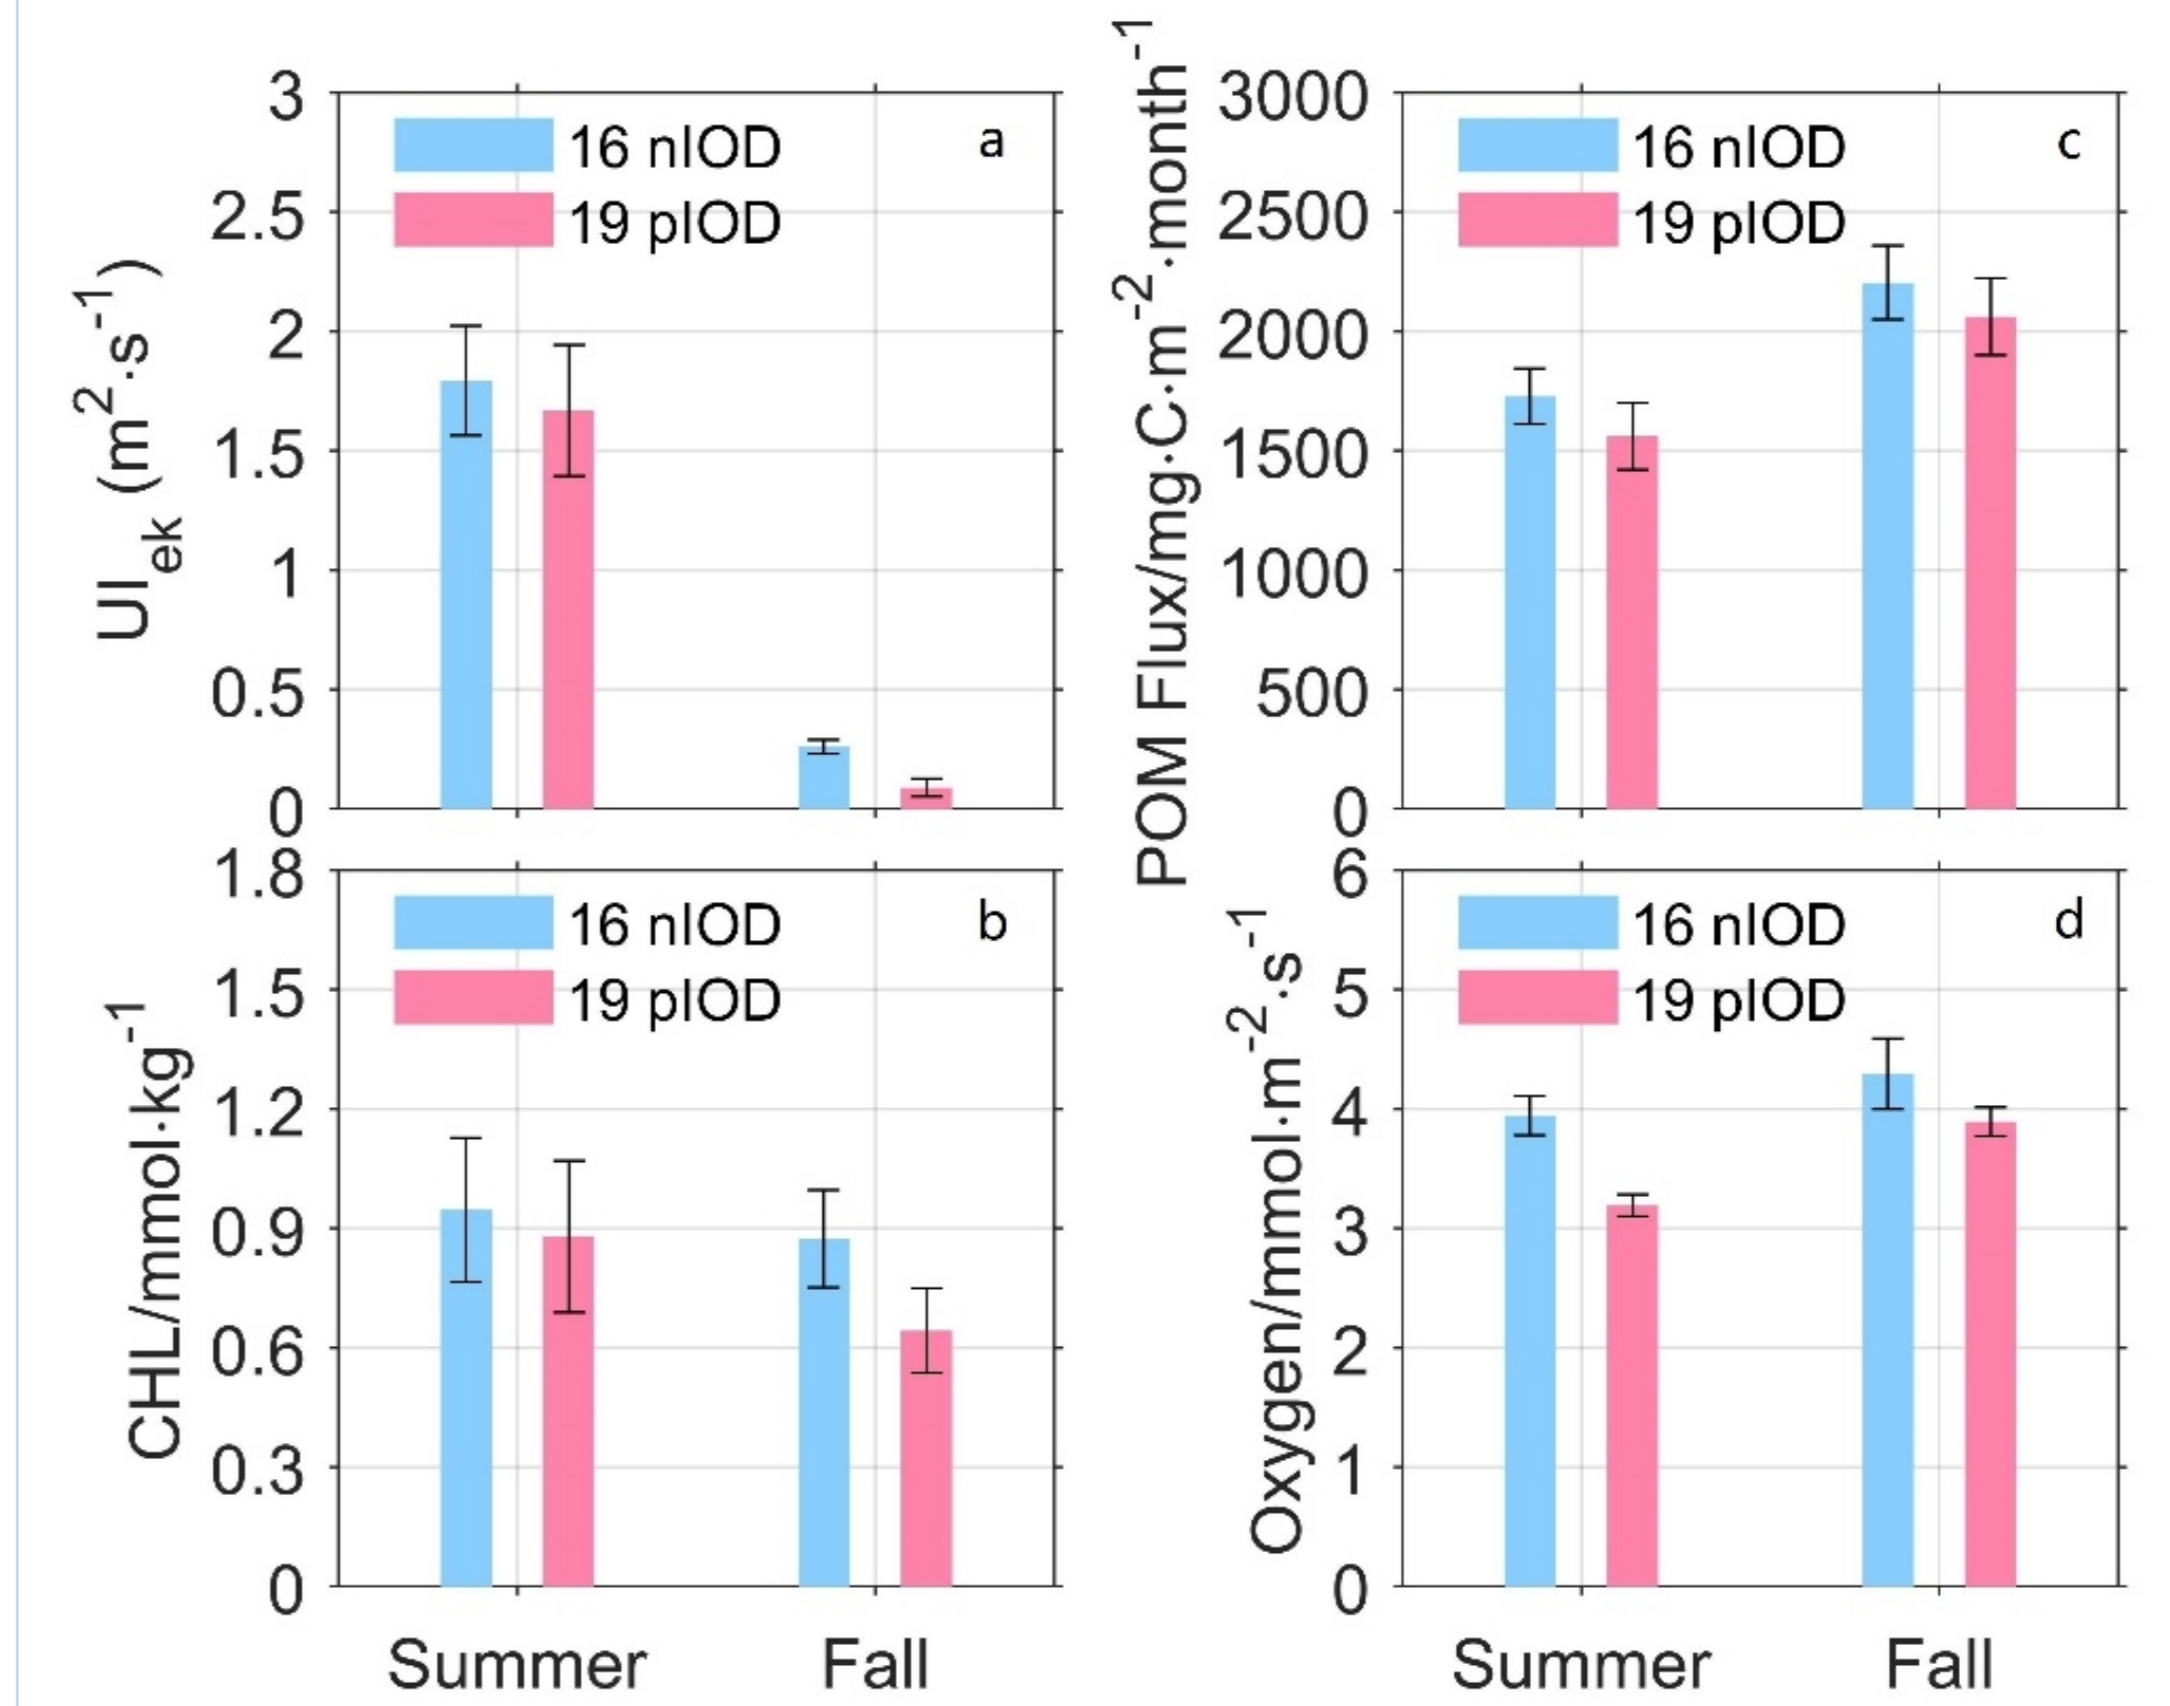 3
2.5
2
1.5
1
0.5
0
UI_ek (m²·s⁻¹)
16 nIOD
19 pIOD
a
3000
2500
2000
1500
1000
500
0
POM Flux/mg·C·m⁻²·month⁻¹
16 nIOD
19 pIOD
c
1.8
1.5
1.2
0.9
0.6
0.3
0
CHL/mmol·kg⁻¹
16 nIOD
19 pIOD
b
Summer Fall
6
5
4
3
2
1
0
Oxygen/mmol·m⁻²·s⁻¹
16 nIOD
19 pIOD
d
Summer Fall